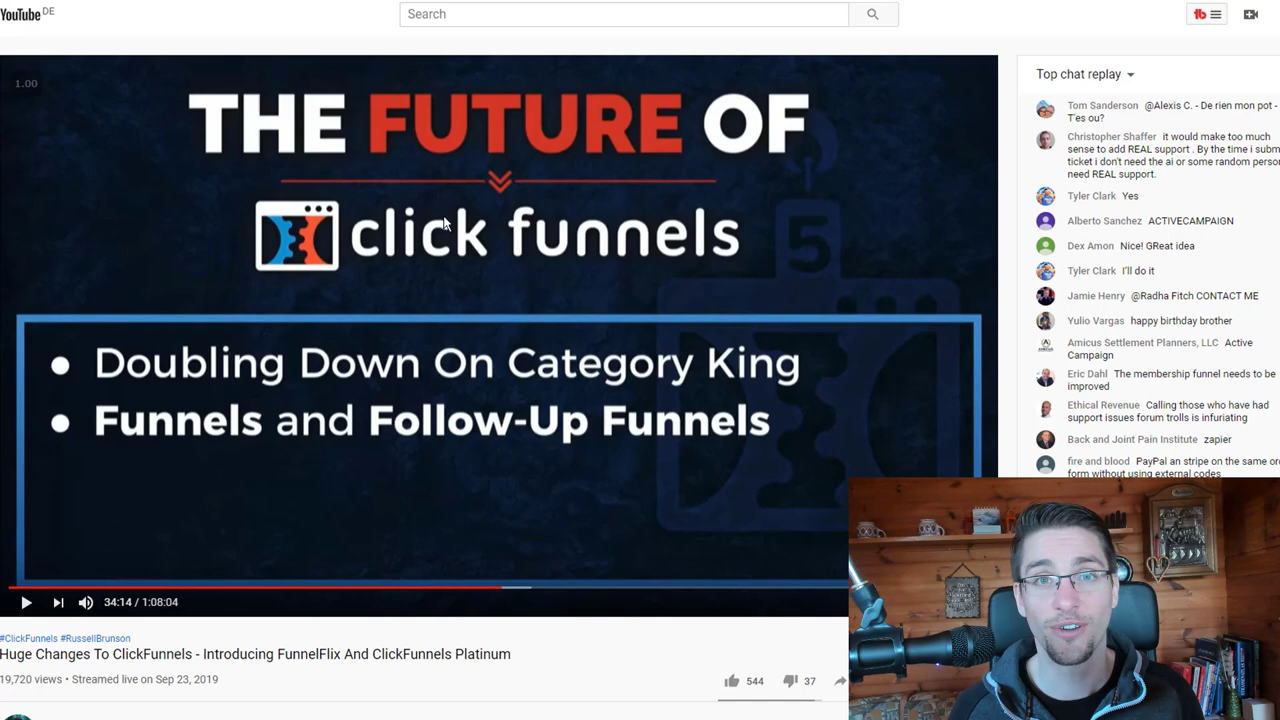 YouTube DE
Search
1.00
THE FUTURE OF
click funnels
5
● Doubling Down On Category King
● Funnels and Follow-Up Funnels
34:14 / 1:08:04
#ClickFunnels #RussellBrunson
Huge Changes To ClickFunnels - Introducing FunnelFlix And ClickFunnels Platinum
19,720 views • Streamed live on Sep 23, 2019
544
37
Top chat replay
Tom Sanderson @Alexis C. - De rien mon pot -
T'es ou?
Christopher Shaffer it would make too much
sense to add REAL support . By the time i subm
ticket i don't need the ai or some random person
need REAL support.
Tyler Clark Yes
Alberto Sanchez ACTIVECAMPAIGN
Dex Amon Nice! GReat idea
Tyler Clark I'll do it
Jamie Henry @Radha Fitch CONTACT ME
Yulio Vargas happy birthday brother
Amicus Settlement Planners, LLC Active
Campaign
Eric Dahl The membership funnel needs to be
improved
Ethical Revenue Calling those who have had
support issues forum trolls is infuriating
Back and Joint Pain Institute zapier
fire and blood PayPal an stripe on the same or
form without using external codes